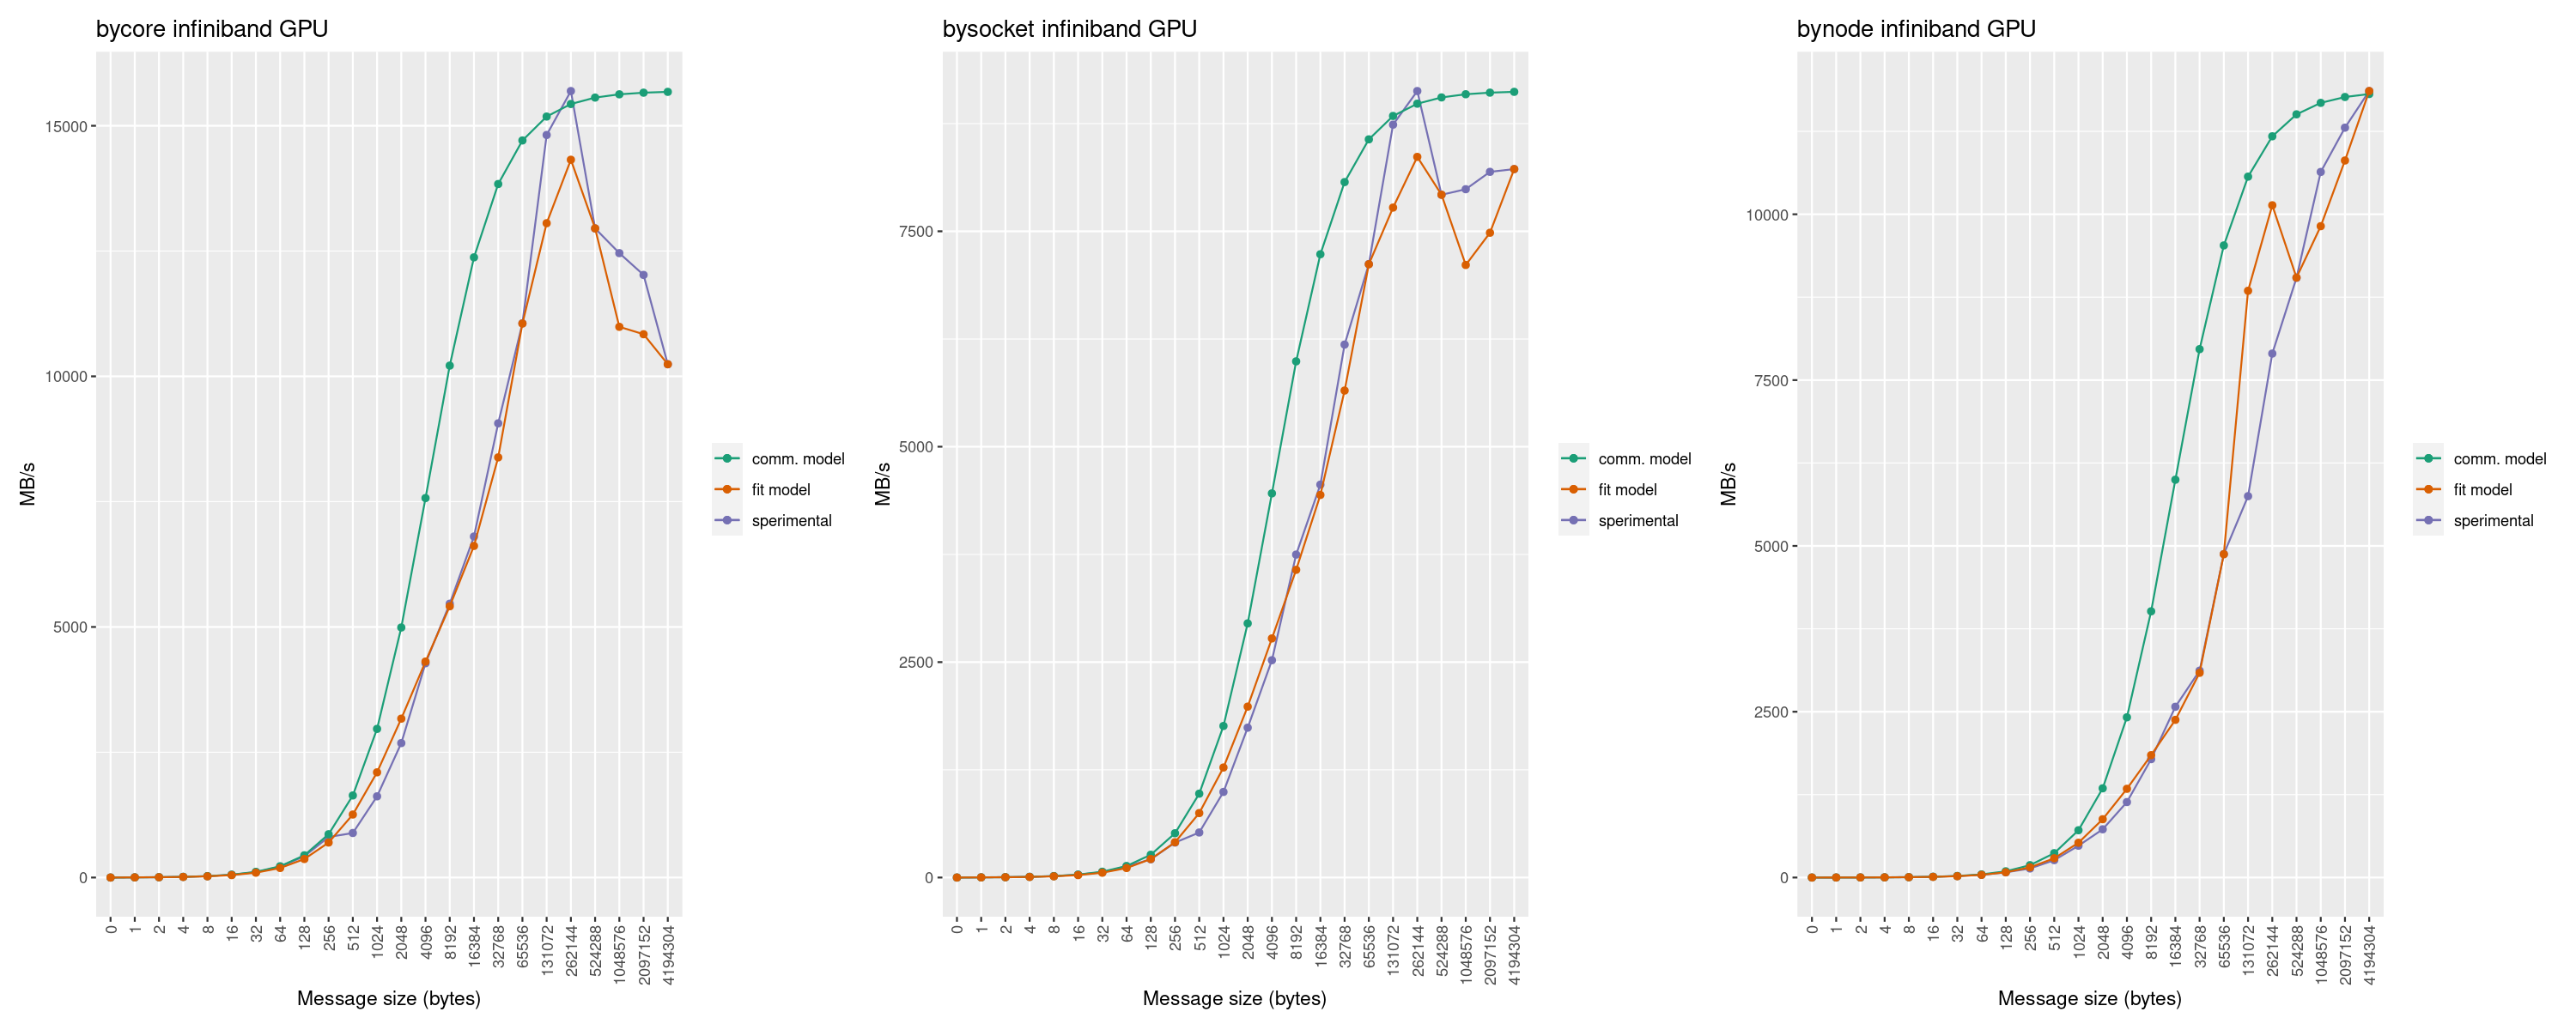 bycore infiniband GPU
MB/s
15000
10000
5000
0
0 1 2 4 8 16 32 64 128 256 512 1024 2048 4096 8192 16384 32768 65536 131072 262144 524288 1048576 2097152 4194304
Message size (bytes)
comm. model
fit model
sperimental
bysocket infiniband GPU
MB/s
7500
5000
2500
0
0 1 2 4 8 16 32 64 128 256 512 1024 2048 4096 8192 16384 32768 65536 131072 262144 524288 1048576 2097152 4194304
Message size (bytes)
comm. model
fit model
sperimental
bynode infiniband GPU
MB/s
10000
7500
5000
2500
0
0 1 2 4 8 16 32 64 128 256 512 1024 2048 4096 8192 16384 32768 65536 131072 262144 524288 1048576 2097152 4194304
Message size (bytes)
comm. model
fit model
sperimental